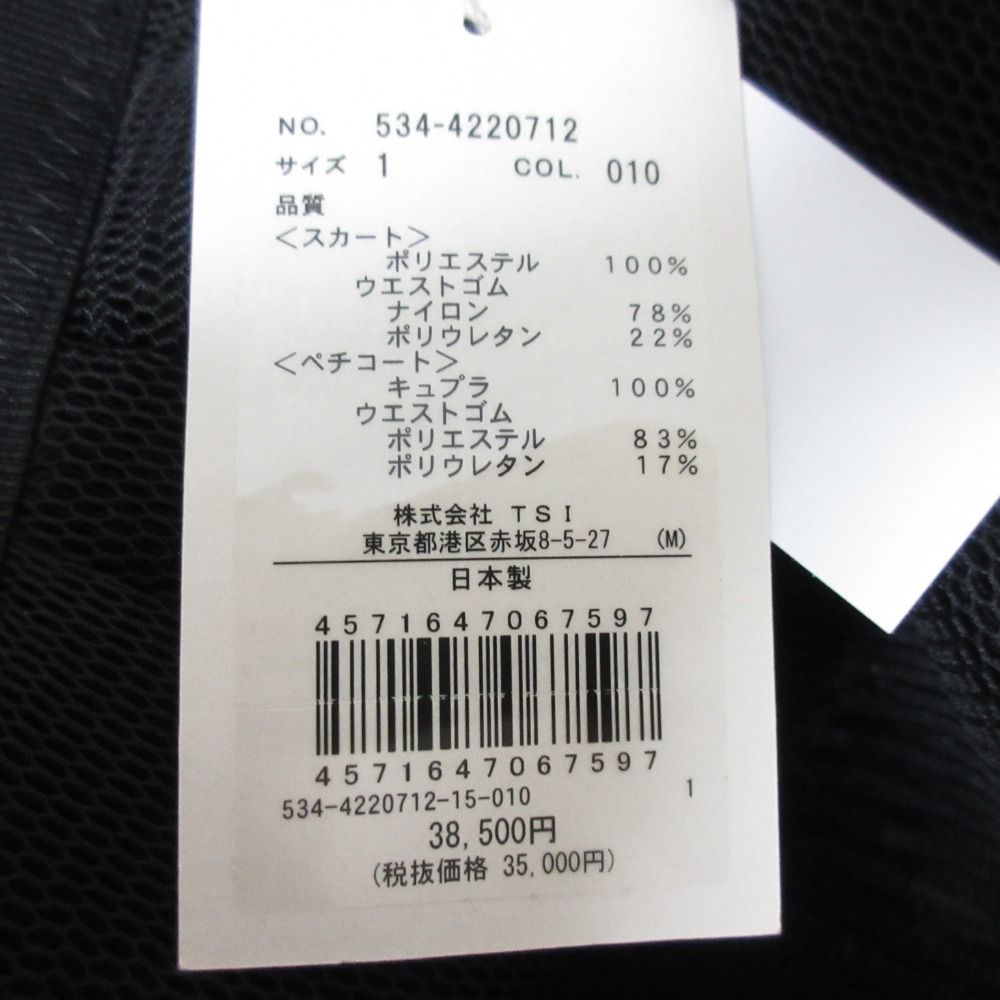 NO. 534-4220712
サイズ 1 COL. 010
品質
＜スカート＞
ポリエステル 100%
ウエストゴム
ナイロン 78%
ポリウレタン 22%
＜ペチコート＞
キュプラ 100%
ウエストゴム
ポリエステル 83%
ポリウレタン 17%
株式会社 TSI
東京都港区赤坂8-5-27 (M)
日本製
4571647067597
4571647067597
534-4220712-15-010 1
38,500円
(税抜価格 35,000円)